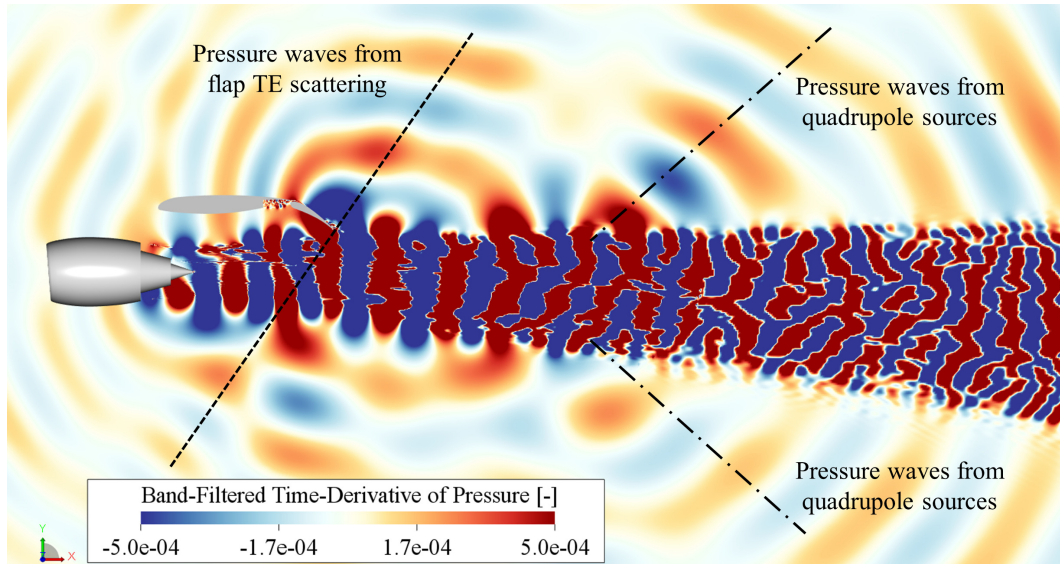 Pressure waves from
flap TE scattering
Pressure waves from
quadrupole sources
Pressure waves from
quadrupole sources
Band-Filtered Time-Derivative of Pressure [-]
-5.0e-04 -1.7e-04 1.7e-04 5.0e-04
Y
Z X